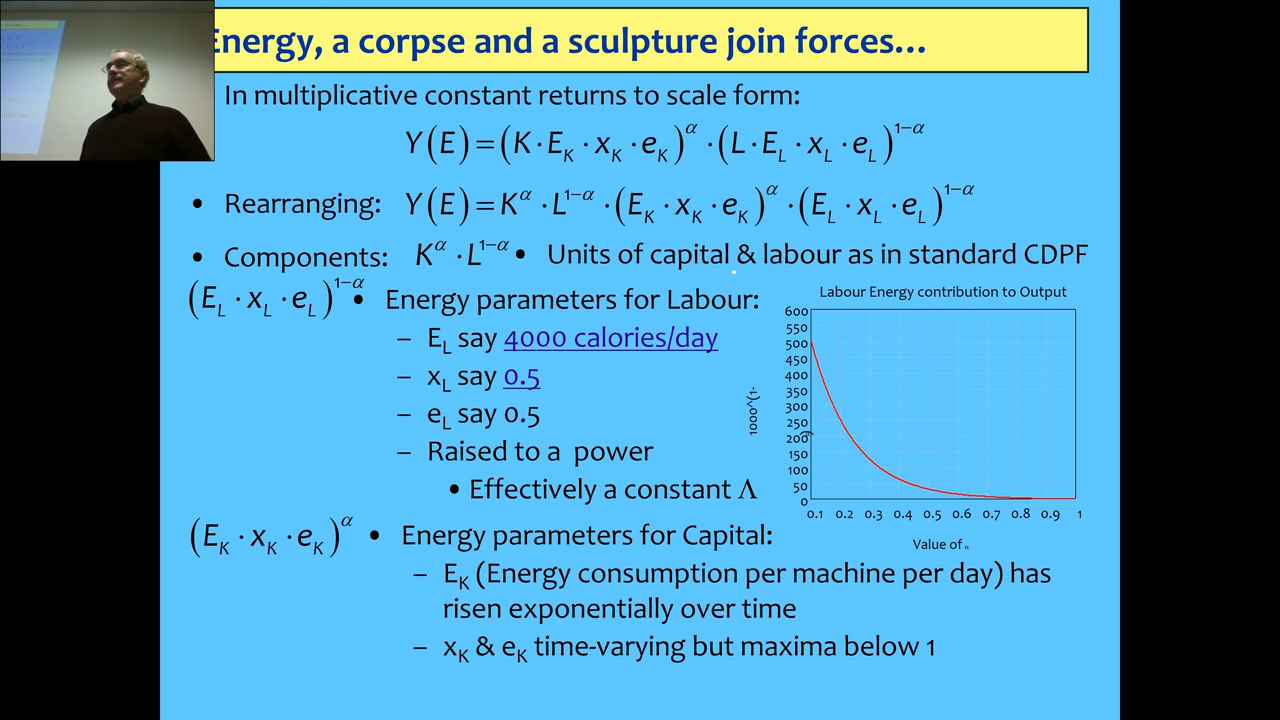 Energy, a corpse and a sculpture join forces…
In multiplicative constant returns to scale form:
Y(E)=(K·E_K·x_K·e_K)^α·(L·E_L·x_L·e_L)^{1−α}
• Rearranging: Y(E)=K^α·L^{1−α}·(E_K·x_K·e_K)^α·(E_L·x_L·e_L)^{1−α}
• Components: K^α·L^{1−α} • Units of capital & labour as in standard CDPF
(E_L·x_L·e_L)^{1−α} • Energy parameters for Labour:
– E_L say 4000 calories/day
– x_L say 0.5
– e_L say 0.5
– Raised to a power
• Effectively a constant Λ
Labour Energy contribution to Output
600
550
500
450
400
350
300
250
200
150
100
50
0
1000^(1-
)
0.1 0.2 0.3 0.4 0.5 0.6 0.7 0.8 0.9 1
Value of α
(E_K·x_K·e_K)^α • Energy parameters for Capital:
– E_K (Energy consumption per machine per day) has
risen exponentially over time
– x_K & e_K time-varying but maxima below 1